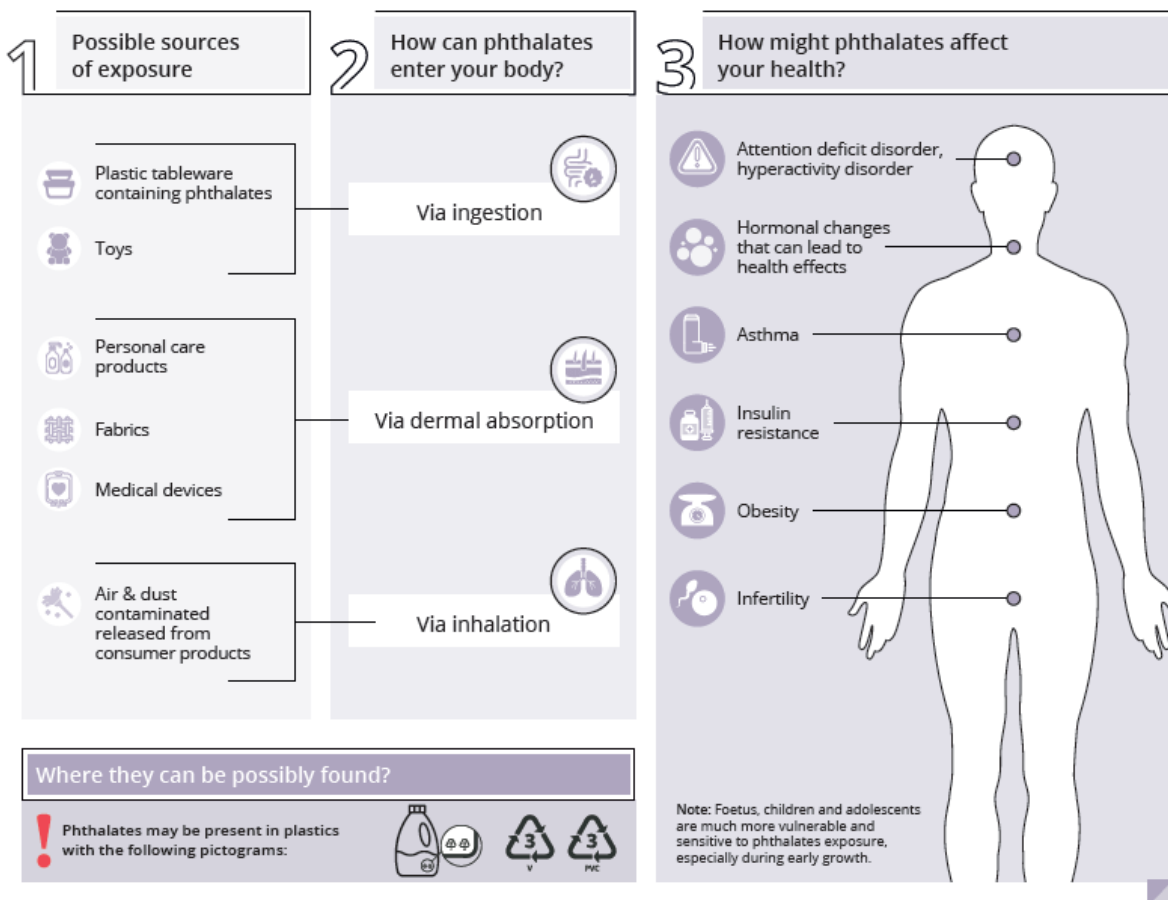 1
Possible sources
of exposure
Plastic tableware
containing phthalates
Toys
Personal care
products
Fabrics
Medical devices
Air & dust
contaminated
released from
consumer products
2
How can phthalates
enter your body?
Via ingestion
Via dermal absorption
Via inhalation
3
How might phthalates affect
your health?
Attention deficit disorder,
hyperactivity disorder
Hormonal changes
that can lead to
health effects
Asthma
Insulin
resistance
Obesity
Infertility
Note: Foetus, children and adolescents
are much more vulnerable and
sensitive to phthalates exposure,
especially during early growth.
Where they can be possibly found?
Phthalates may be present in plastics
with the following pictograms:
3
V
3
PVC